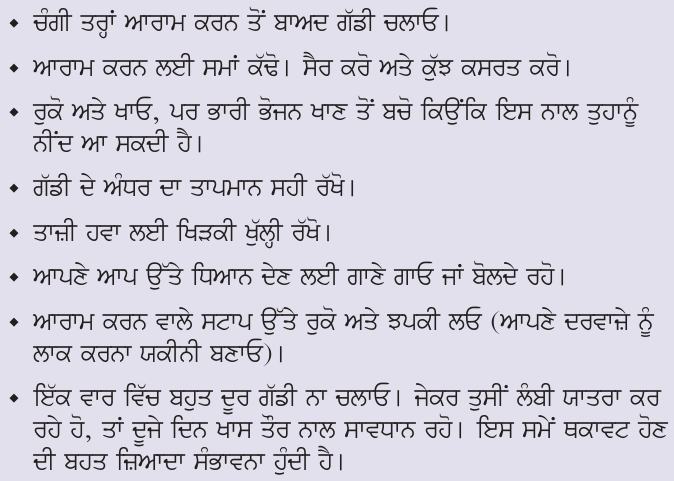 • ਚੰਗੀ ਤਰ੍ਹਾਂ ਆਰਾਮ ਕਰਨ ਤੋਂ ਬਾਅਦ ਗੱਡੀ ਚਲਾਓ।
• ਆਰਾਮ ਕਰਨ ਲਈ ਸਮਾਂ ਕੱਢੋ। ਸੈਰ ਕਰੋ ਅਤੇ ਕੁੱਝ ਕਸਰਤ ਕਰੋ।
• ਰੁਕੋ ਅਤੇ ਖਾਓ, ਪਰ ਭਾਰੀ ਭੋਜਨ ਖਾਣ ਤੋਂ ਬਚੋ ਕਿਉਂਕਿ ਇਸ ਨਾਲ ਤੁਹਾਨੂੰ
ਨੀਂਦ ਆ ਸਕਦੀ ਹੈ।
• ਗੱਡੀ ਦੇ ਅੰਧਰ ਦਾ ਤਾਪਮਾਨ ਸਹੀ ਰੱਖੋ।
• ਤਾਜ਼ੀ ਹਵਾ ਲਈ ਖਿੜਕੀ ਖੁੱਲ੍ਹੀ ਰੱਖੋ।
• ਆਪਣੇ ਆਪ ਉੱਤੇ ਧਿਆਨ ਦੇਣ ਲਈ ਗਾਣੇ ਗਾਓ ਜਾਂ ਬੋਲਦੇ ਰਹੋ।
• ਆਰਾਮ ਕਰਨ ਵਾਲੇ ਸਟਾਪ ਉੱਤੇ ਰੁਕੋ ਅਤੇ ਝਪਕੀ ਲਓ (ਆਪਣੇ ਦਰਵਾਜ਼ੇ ਨੂੰ
ਲਾਕ ਕਰਨਾ ਯਕੀਨੀ ਬਣਾਓ)।
• ਇੱਕ ਵਾਰ ਵਿੱਚ ਬਹੁਤ ਦੂਰ ਗੱਡੀ ਨਾ ਚਲਾਓ। ਜੇਕਰ ਤੁਸੀਂ ਲੰਬੀ ਯਾਤਰਾ ਕਰ
ਰਹੇ ਹੋ, ਤਾਂ ਦੂਜੇ ਦਿਨ ਖਾਸ ਤੌਰ ਨਾਲ ਸਾਵਧਾਨ ਰਹੋ। ਇਸ ਸਮੇਂ ਥਕਾਵਟ ਹੋਣ
ਦੀ ਬਹਤ ਜ਼ਿਆਦਾ ਸੰਭਾਵਨਾ ਹੁੰਦੀ ਹੈ।